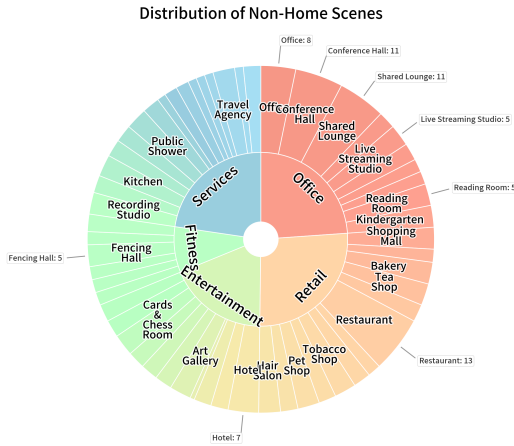 Distribution of Non-Home Scenes
Office: 8
Conference Hall: 11
Shared Lounge: 11
Live Streaming Studio: 5
Reading Room: 5
Restaurant: 13
Hotel: 7
Fencing Hall: 5
Office
Conference
Hall
Shared
Lounge
Live
Streaming
Studio
Reading
Room
Kindergarten
Shopping
Mall
Bakery
Tea
Shop
Restaurant
Tobacco
Shop
Pet
Shop
Hair
Salon
Hotel
Art
Gallery
Cards
&
Chess
Room
Fencing
Hall
Recording
Studio
Kitchen
Public
Shower
Travel
Agency
Office
Retail
Entertainment
Fitness
Services